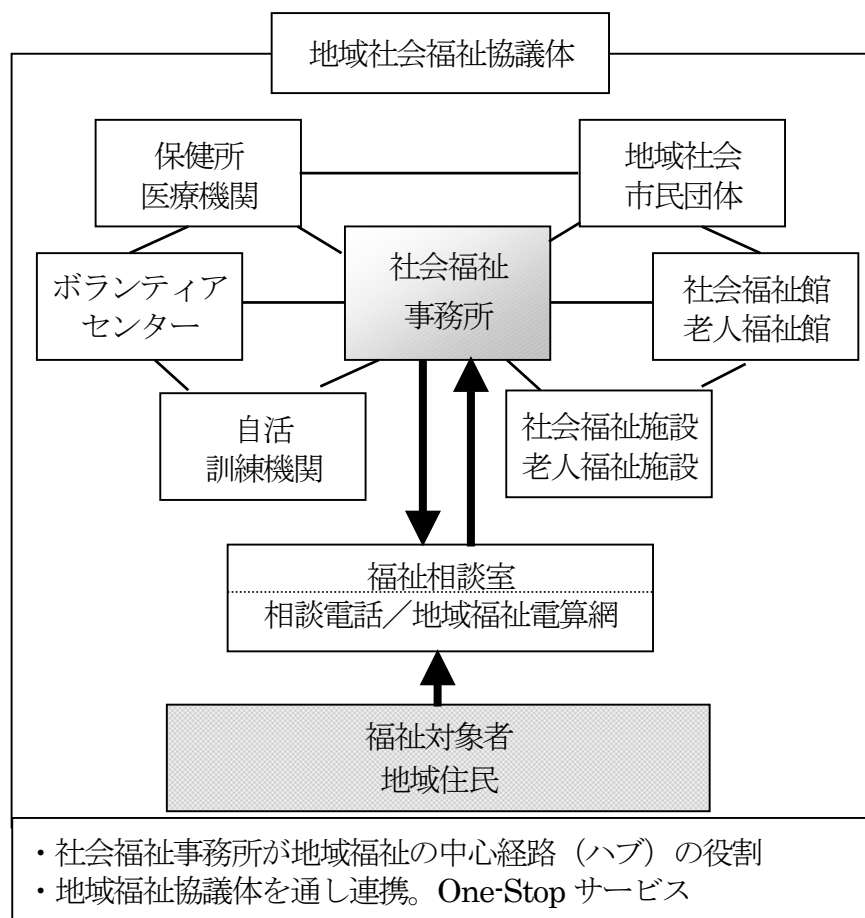 地域社会福祉協議体
保健所
医療機関
地域社会
市民団体
社会福祉
事務所
ボランティア
センター
社会福祉館
老人福祉館
自活
訓練機関
社会福祉施設
老人福祉施設
福祉相談室
相談電話／地域福祉電算網
福祉対象者
地域住民
・社会福祉事務所が地域福祉の中心経路（ハブ）の役割
・地域福祉協議体を通し連携。One-Stop サービス